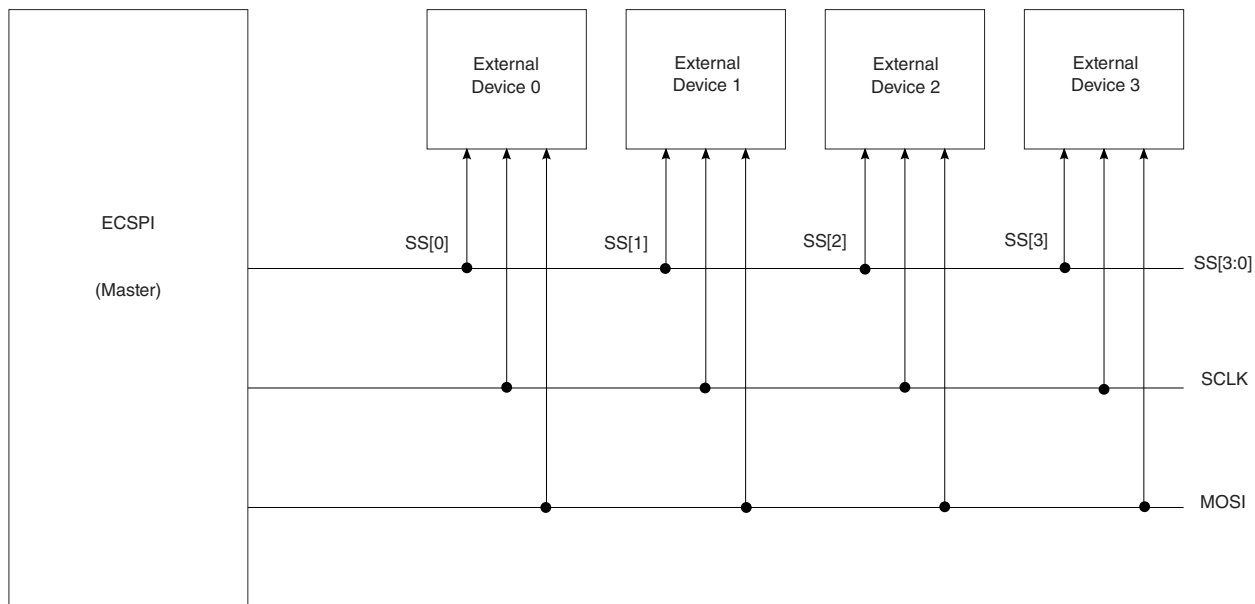 External
Device 0
External
Device 1
External
Device 2
External
Device 3
ECSPI
(Master)
SS[0]
SS[1]
SS[2]
SS[3]
SS[3:0]
SCLK
MOSI